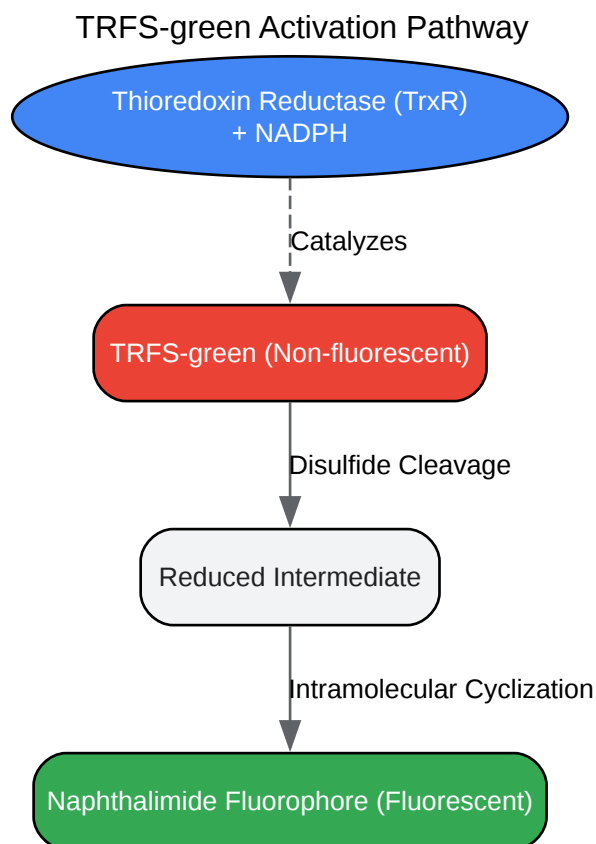 TRFS-green Activation Pathway
Thioredoxin Reductase (TrxR)
+ NADPH
Catalyzes
TRFS-green (Non-fluorescent)
Disulfide Cleavage
Reduced Intermediate
Intramolecular Cyclization
Naphthalimide Fluorophore (Fluorescent)